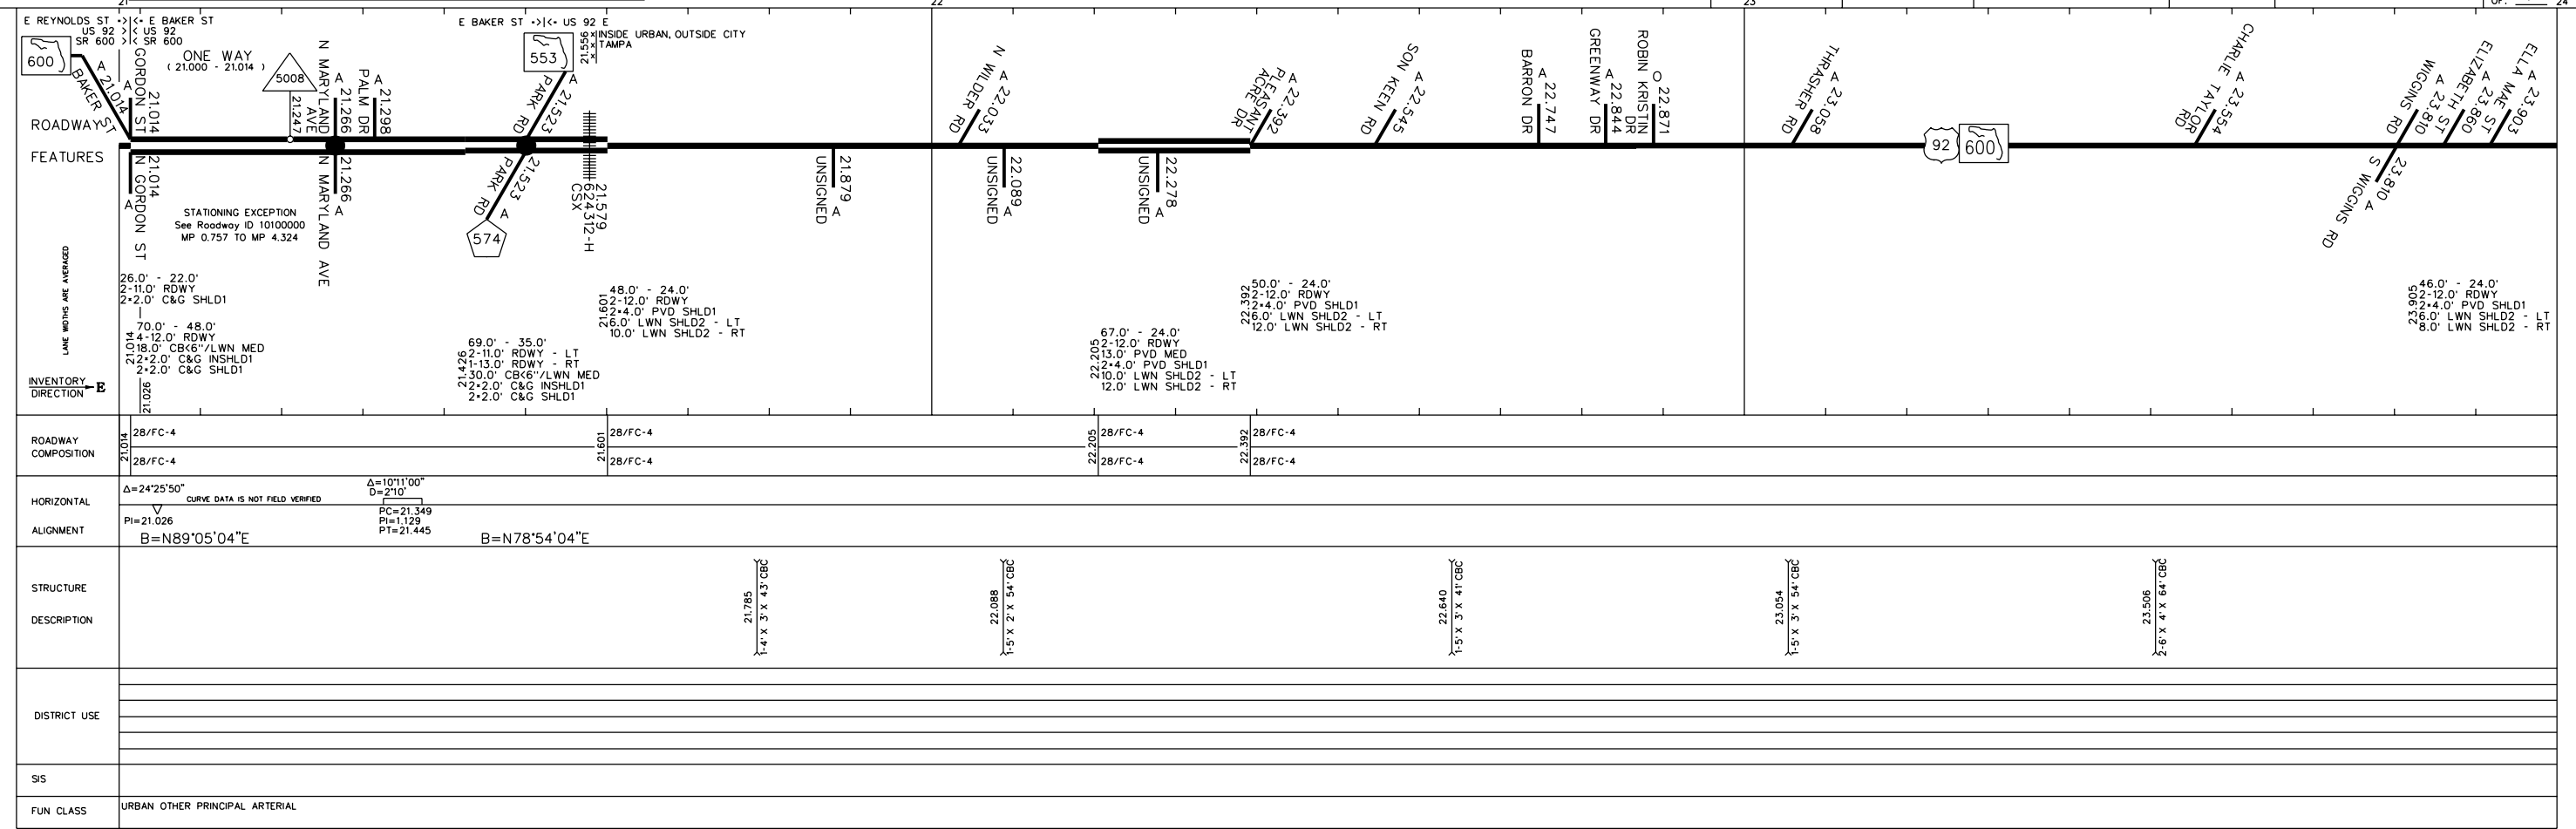 21
22
23
OF:
24
E REYNOLDS ST ->|<- E BAKER ST
US 92 >|< US 92
SR 600 >|< SR 600
600
A 21.014
BAKER ST
GORDON ST
A 21.014
ONE WAY
( 21.000 - 21.014 )
5008
21.247
N MARYLAND AVE
A 21.266
PALM DR
A 21.298
E BAKER ST ->|<- US 92 E
553
PARK RD
A 21.523
21.556
INSIDE URBAN, OUTSIDE CITY
TAMPA
N WILDER RD
A 22.033
PLEASANT ACRE DR
A 22.392
SON KEEN RD
A 22.545
BARRON DR
A 22.747
GREENWAY DR
A 22.844
ROBIN KRISTIN DR
O 22.871
THRASHER RD
A 23.058
92
600
CHARLIE TAYLOR RD
A 23.554
WIGGINS RD
A 23.810
ELIZABETH ST
A 23.860
ELLA MAE ST
A 23.903
ROADWAY
FEATURES
21.014
A
N GORDON ST
STATIONING EXCEPTION
See Roadway ID 10100000
MP 0.757 TO MP 4.324
N MARYLAND AVE
21.266 A
PARK RD
21.523 A
574
21.579
624312-H
CSX
UNSIGNED
21.879 A
UNSIGNED
22.089 A
UNSIGNED
22.278 A
S WIGGINS RD
23.810 A
LANE WIDTHS ARE AVERAGED
26.0' - 22.0'
2-11.0' RDWY
2*2.0' C&G SHLD1
21.014
70.0' - 48.0'
4-12.0' RDWY
18.0' CB<6"/LWN MED
2*2.0' C&G INSHLD1
2*2.0' C&G SHLD1
21.026
21.426
69.0' - 35.0'
2-11.0' RDWY - LT
1-13.0' RDWY - RT
30.0' CB<6"/LWN MED
2*2.0' C&G INSHLD1
2*2.0' C&G SHLD1
21.601
48.0' - 24.0'
2-12.0' RDWY
2*4.0' PVD SHLD1
6.0' LWN SHLD2 - LT
10.0' LWN SHLD2 - RT
22.205
67.0' - 24.0'
2-12.0' RDWY
13.0' PVD MED
2*4.0' PVD SHLD1
10.0' LWN SHLD2 - LT
12.0' LWN SHLD2 - RT
22.392
50.0' - 24.0'
2-12.0' RDWY
2*4.0' PVD SHLD1
6.0' LWN SHLD2 - LT
12.0' LWN SHLD2 - RT
23.905
46.0' - 24.0'
2-12.0' RDWY
2*4.0' PVD SHLD1
6.0' LWN SHLD2 - LT
8.0' LWN SHLD2 - RT
INVENTORY
DIRECTION E
ROADWAY
COMPOSITION
21.014 28/FC-4
28/FC-4
21.601 28/FC-4
28/FC-4
22.205 28/FC-4
28/FC-4
22.392 28/FC-4
28/FC-4
HORIZONTAL
ALIGNMENT
Δ=24°25'50"
CURVE DATA IS NOT FIELD VERIFIED
PI=21.026
B=N89°05'04"E
Δ=10°11'00"
D=2°10'
PC=21.349
PI=1.129
PT=21.445
B=N78°54'04"E
STRUCTURE
DESCRIPTION
21.785
1-4' X 3' X 43' CBC
22.088
1-5' X 2' X 54' CBC
22.640
1-5' X 3' X 41' CBC
23.054
1-5' X 3' X 54' CBC
23.506
2-6' X 4' X 64' CBC
DISTRICT USE
SIS
FUN CLASS
URBAN OTHER PRINCIPAL ARTERIAL